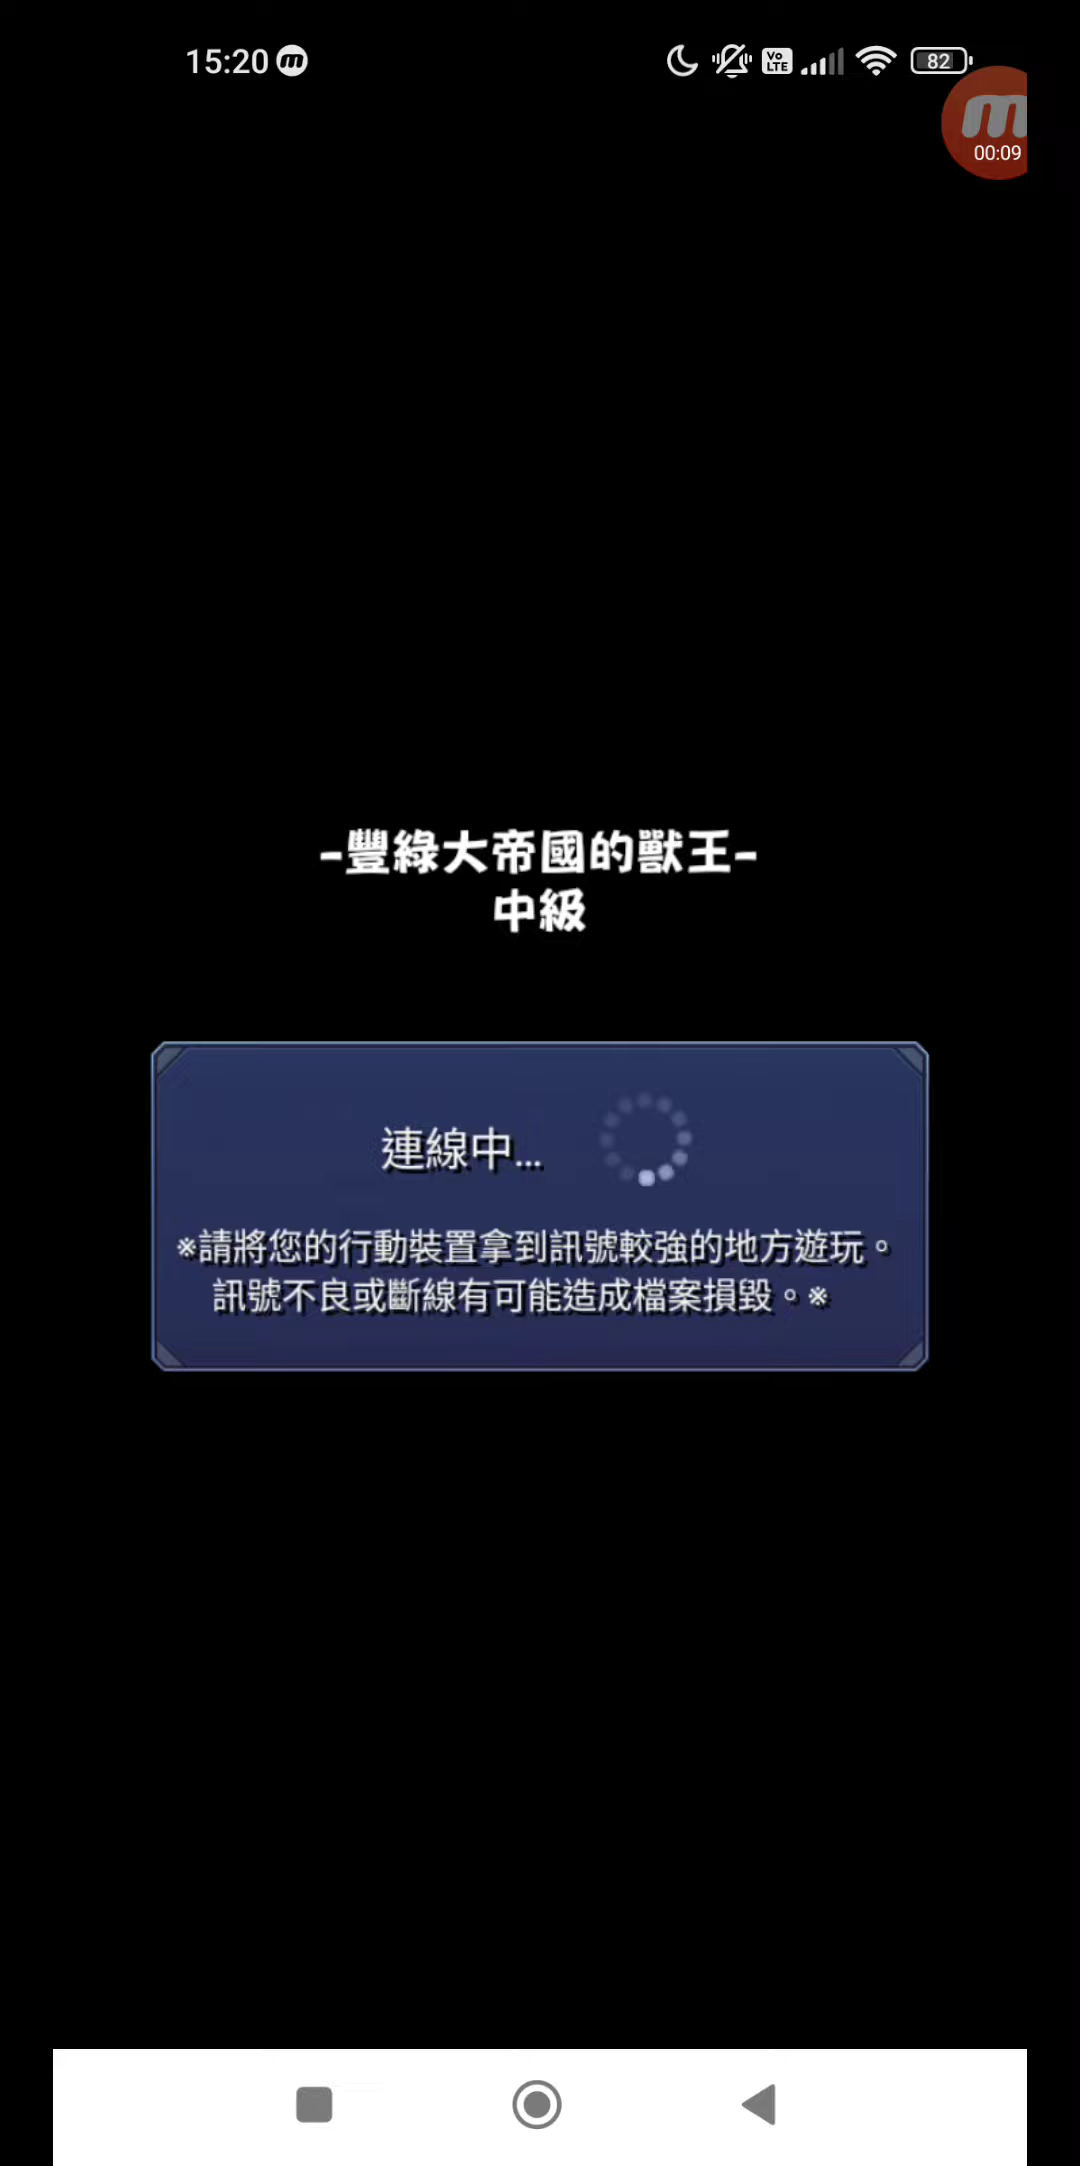 15:20
Vo
LTE
82
00:09
-豐綠大帝國的獸王-
中級
連線中...
※請將您的行動裝置拿到訊號較強的地方遊玩。
訊號不良或斷線有可能造成檔案損毀。※